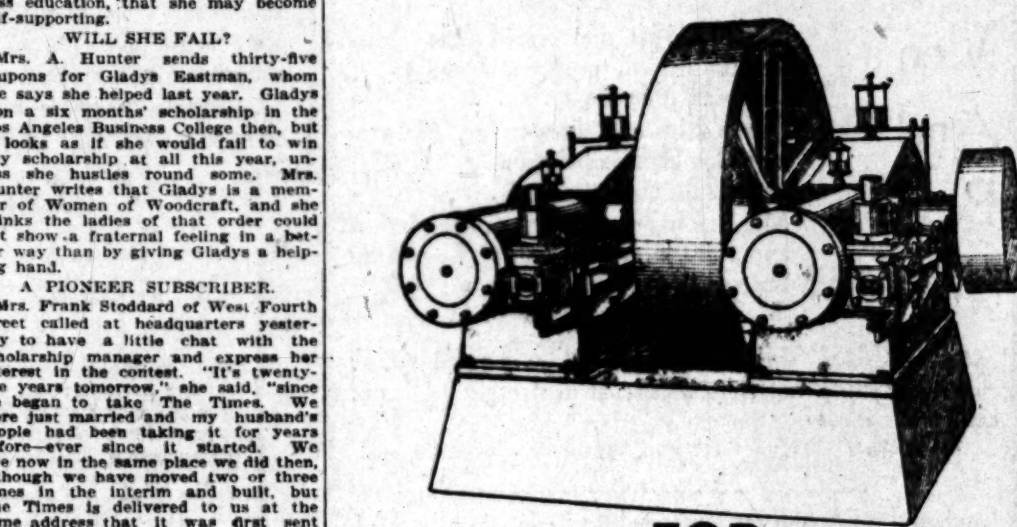 ss education, that she may become
f-supporting.
WILL SHE FAIL?
Mrs. A. Hunter sends thirty-five
upons for Gladys Eastman, whom
e says she helped last year. Gladys
on a six months' scholarship in the
os Angeles Business College then, but
looks as if she would fail to win
y scholarship at all this year, un-
ss she hustles round some. Mrs.
unter writes that Gladys is a mem-
r of Women of Woodcraft, and she
inks the ladies of that order could
t show a fraternal feeling in a bet-
r way than by giving Gladys a help-
g hand.
A PIONEER SUBSCRIBER.
Mrs. Frank Stoddard of West Fourth
reet called at headquarters yester-
y to have a little chat with the
holarship manager and express her
terest in the contest. "It's twenty-
e years tomorrow," she said, "since
e began to take The Times. We
ere just married and my husband's
ople had been taking it for years
fore—ever since it started. We
e now in the same place we did then,
though we have moved two or three
mes in the interim and built, but
e Times is delivered to us at the
me address that it was first sent
FOR